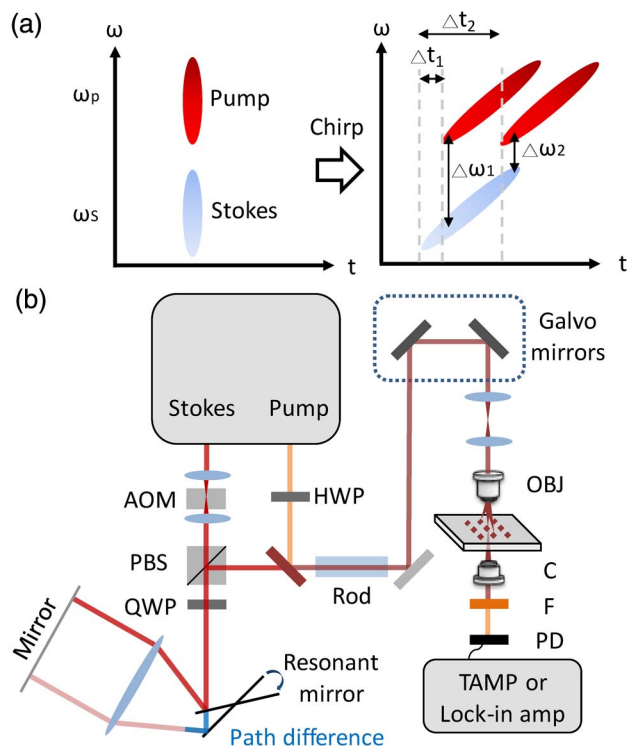 (a)
ω
ωp
Pump
ωs
Stokes
t
Chirp
ω
△t₂
△t₁
△ω₁
△ω₂
t
(b)
Stokes
Pump
AOM
HWP
PBS
QWP
Rod
Mirror
Resonant
mirror
Path difference
Galvo
mirrors
OBJ
C
F
PD
TAMP or
Lock-in amp